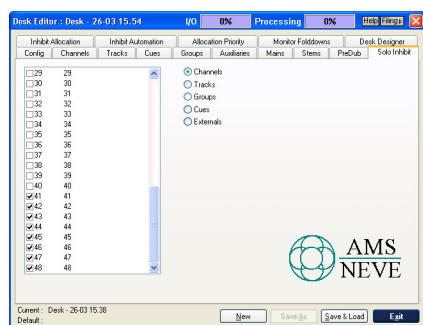 Desk Editor : Desk - 26-03 15.54 I/O 0% Processing 0% Help Filing
Inhibit Allocation Inhibit Automation Allocation Priority Monitor Folddowns Desk Designer
Config Channels Tracks Cues Groups Auxiliaries Mains Stems PreDub Solo Inhibit
29 29
30 30
31 31
32 32
33 33
34 34
35 35
36 36
37 37
38 38
39 39
40 40
41 41
42 42
43 43
44 44
45 45
46 46
47 47
48 48
Channels
Tracks
Groups
Cues
Externals
AMS
NEVE
Current : Desk - 26-03 15.38
Default :
New Save As Save & Load Exit